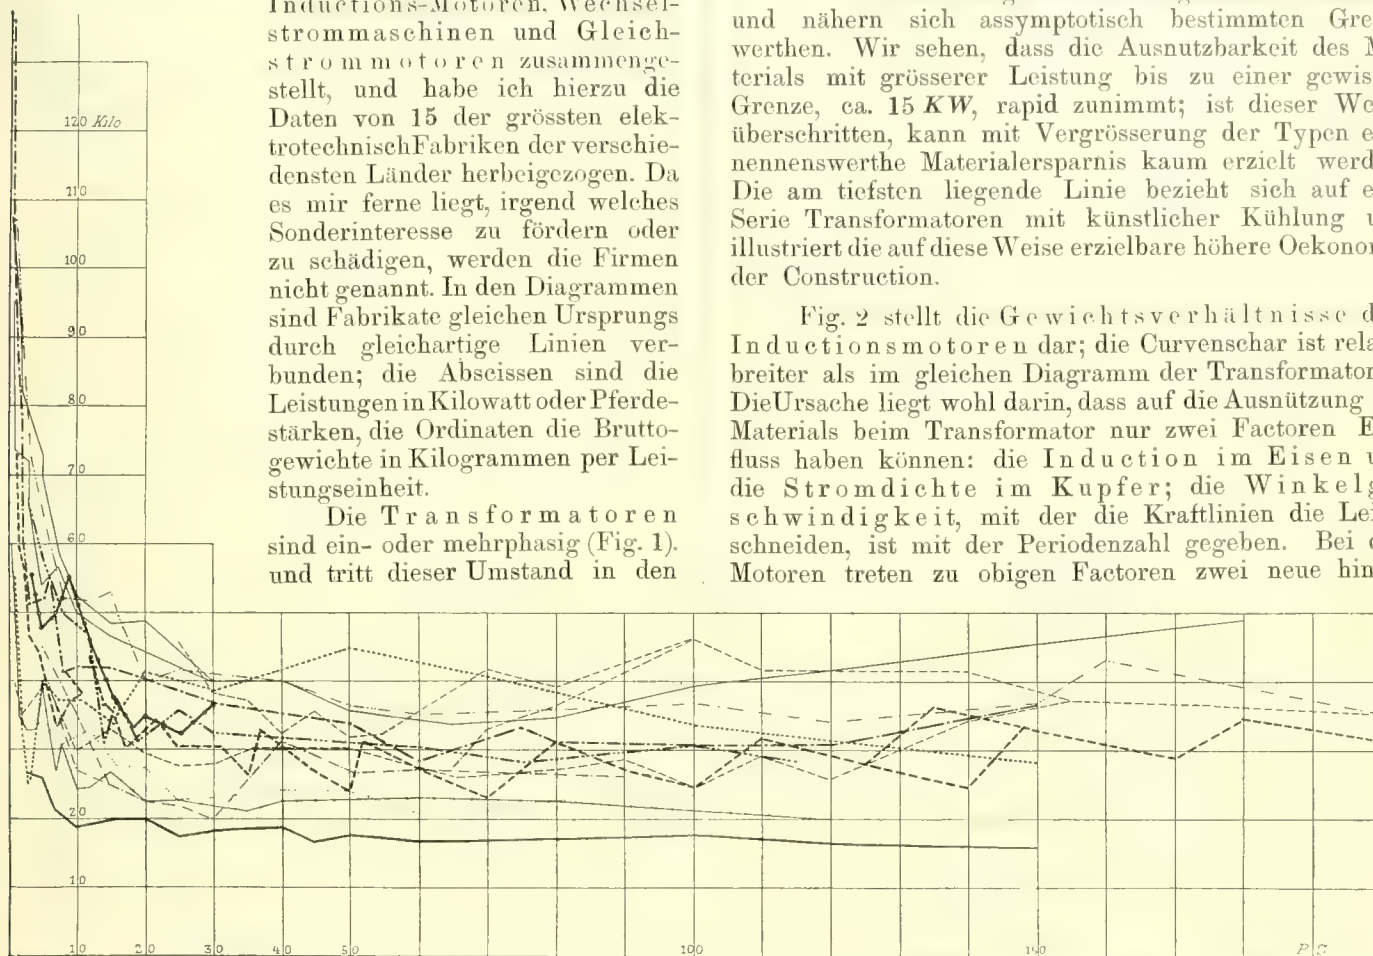 Inductions-Motoren, Wechsel-
strommaschinen und Gleich-
strommotoren zusammenge-
stellt, und habe ich hierzu die
Daten von 15 der grössten elek-
trotechnischFabriken der verschie-
densten Länder herbeigezogen. Da
es mir ferne liegt, irgend welches
Sonderinteresse zu fördern oder
zu schädigen, werden die Firmen
nicht genannt. In den Diagrammen
sind Fabrikate gleichen Ursprungs
durch gleichartige Linien ver-
bunden; die Abscissen sind die
Leistungen in Kilowatt oder Pferde-
stärken, die Ordinaten die Brutto-
gewichte in Kilogrammen per Lei-
stungseinheit.
Die Transformatoren
sind ein- oder mehrphasig (Fig. 1).
und tritt dieser Umstand in den
und nähern sich assymptotisch bestimmten Gre
werthen. Wir sehen, dass die Ausnutzbarkeit des M
terials mit grösserer Leistung bis zu einer gewis
Grenze, ca. 15 KW, rapid zunimmt; ist dieser We
überschritten, kann mit Vergrösserung der Typen e
nennenswerthe Materialersparnis kaum erzielt werd
Die am tiefsten liegende Linie bezieht sich auf e
Serie Transformatoren mit künstlicher Kühlung u
illustriert die auf diese Weise erzielbare höhere Oekonor
der Construction.
Fig. 2 stellt die Gewichtsverhältnisse d
Inductionsmotoren dar; die Curvenschar ist rela
breiter als im gleichen Diagramm der Transformator
DieUrsache liegt wohl darin, dass auf die Ausnützung
Materials beim Transformator nur zwei Factoren E
fluss haben können: die Induction im Eisen u
die Stromdichte im Kupfer; die Winkelg
schwindigkeit, mit der die Kraftlinien die Lei
schneiden, ist mit der Periodenzahl gegeben. Bei d
Motoren treten zu obigen Factoren zwei neue hin
120 Kilo
110
100
90
80
70
60
20
10
10 20 30 40 50 100 150 P.S.